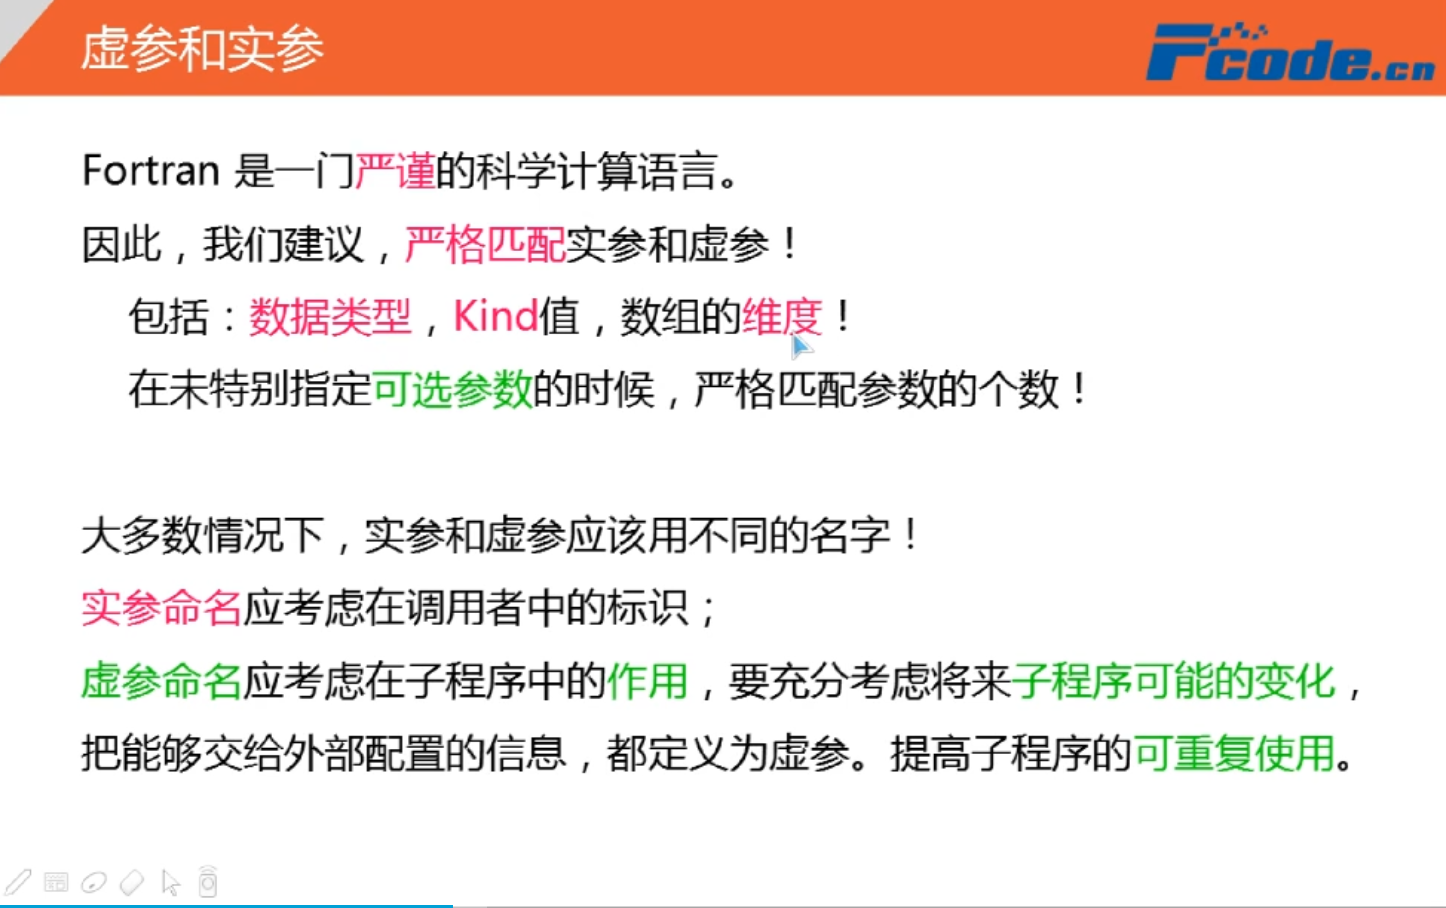 虚参和实参
Fcode.cn
Fortran 是一门严谨的科学计算语言。
因此，我们建议，严格匹配实参和虚参！
包括：数据类型，Kind值，数组的维度！
在未特别指定可选参数的时候，严格匹配参数的个数！
大多数情况下，实参和虚参应该用不同的名字！
实参命名应考虑在调用者中的标识；
虚参命名应考虑在子程序中的作用，要充分考虑将来子程序可能的变化，
把能够交给外部配置的信息，都定义为虚参。提高子程序的可重复使用。